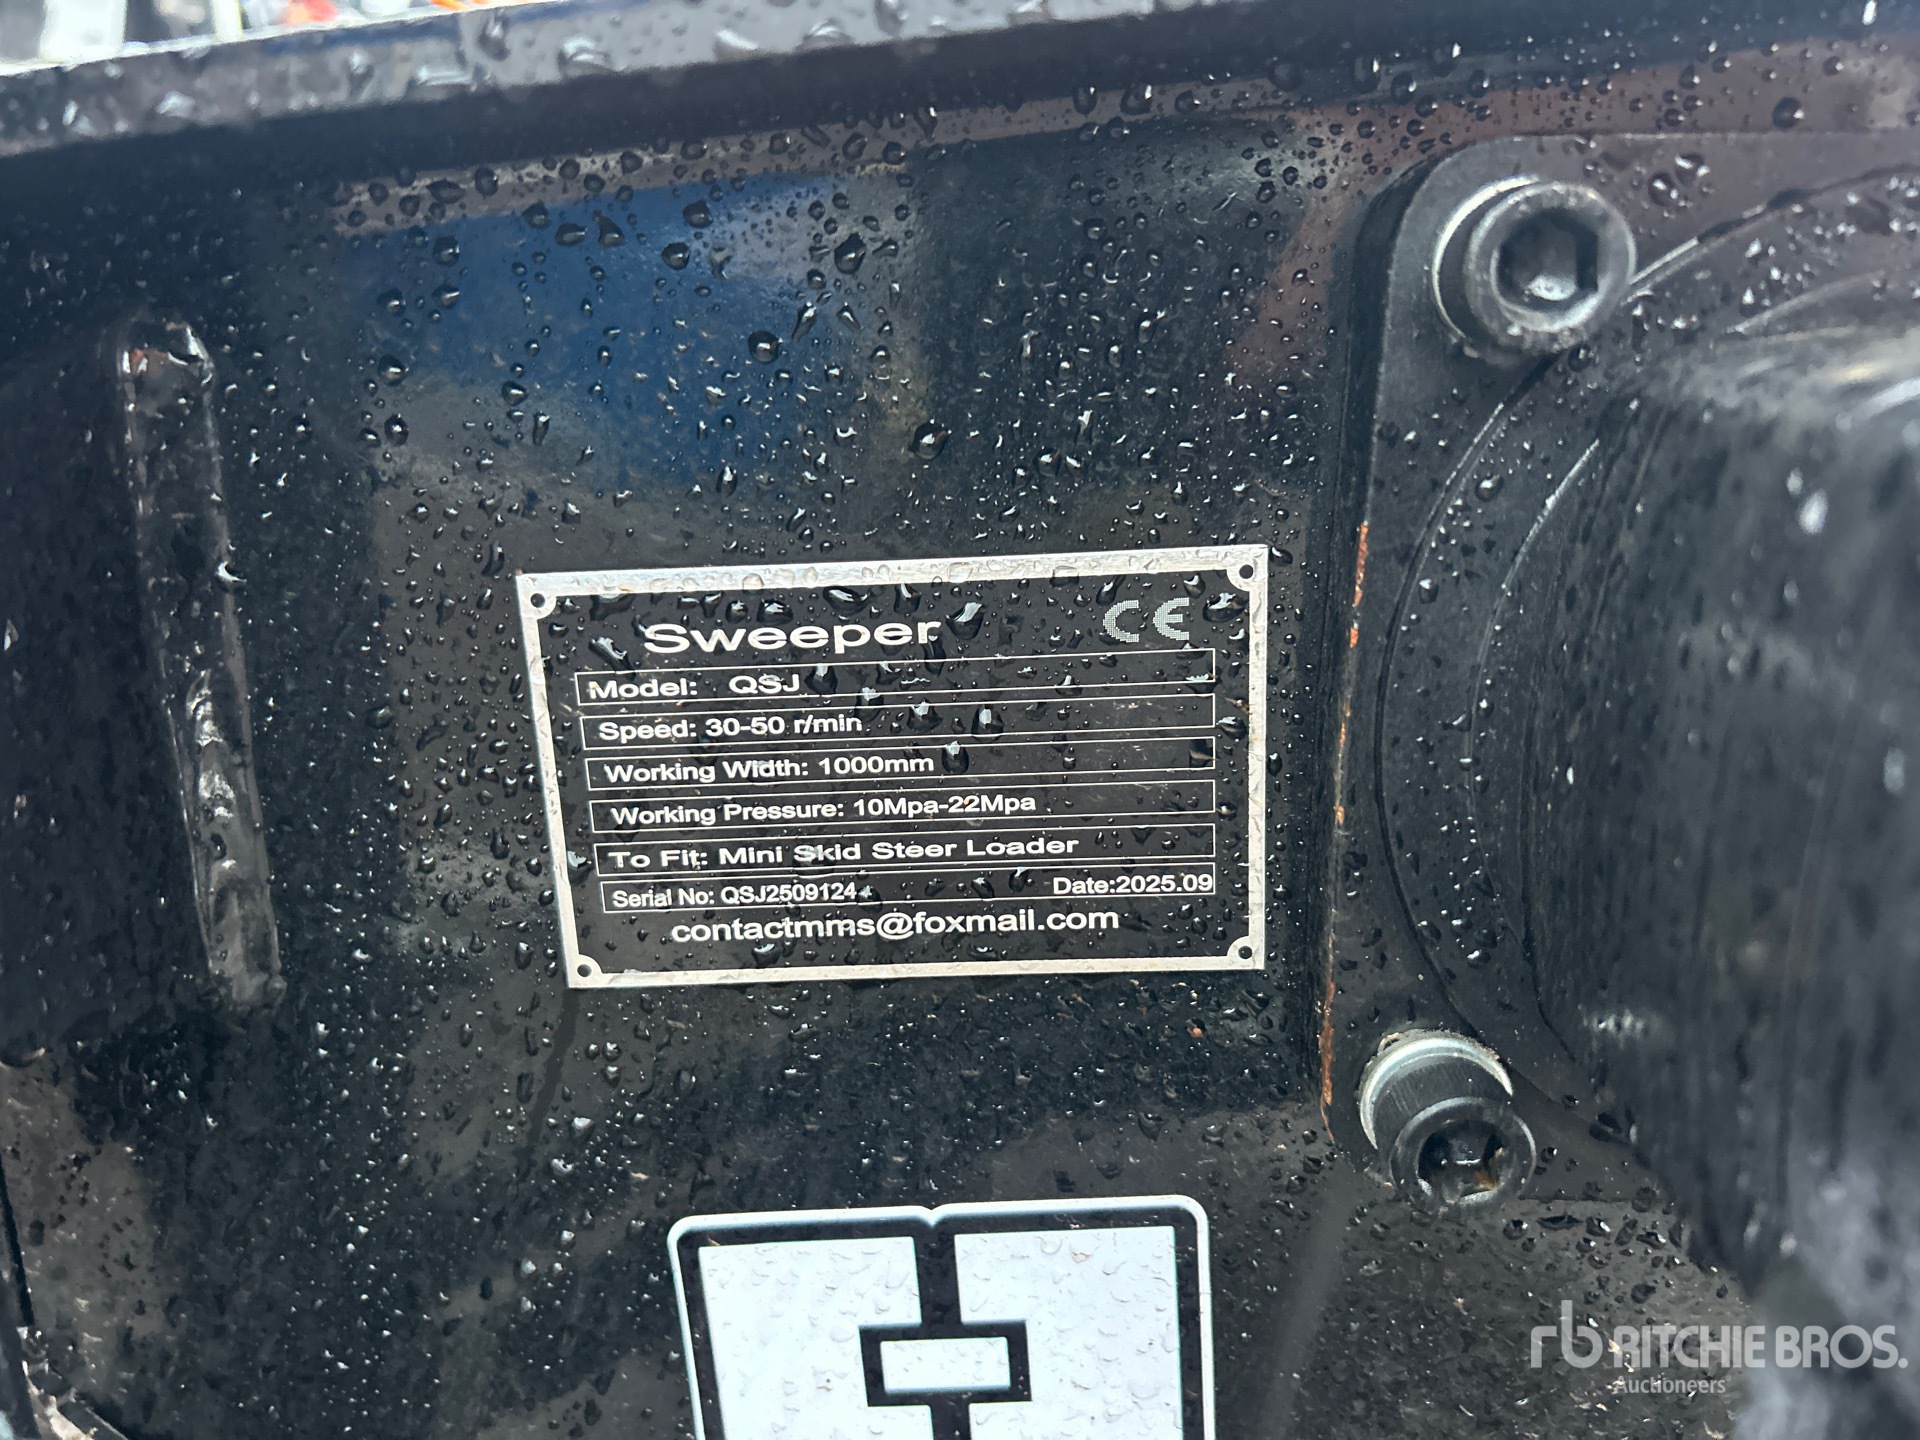 Sweeper CE
Model: QSJ
Speed: 30-50 r/min
Working Width: 1000mm
Working Pressure: 10Mpa-22Mpa
To Fit: Mini Skid Steer Loader
Serial No: QSJ2509124 Date:2025.09
contactmms@foxmail.com
rb RITCHIE BROS.
Auctioneers